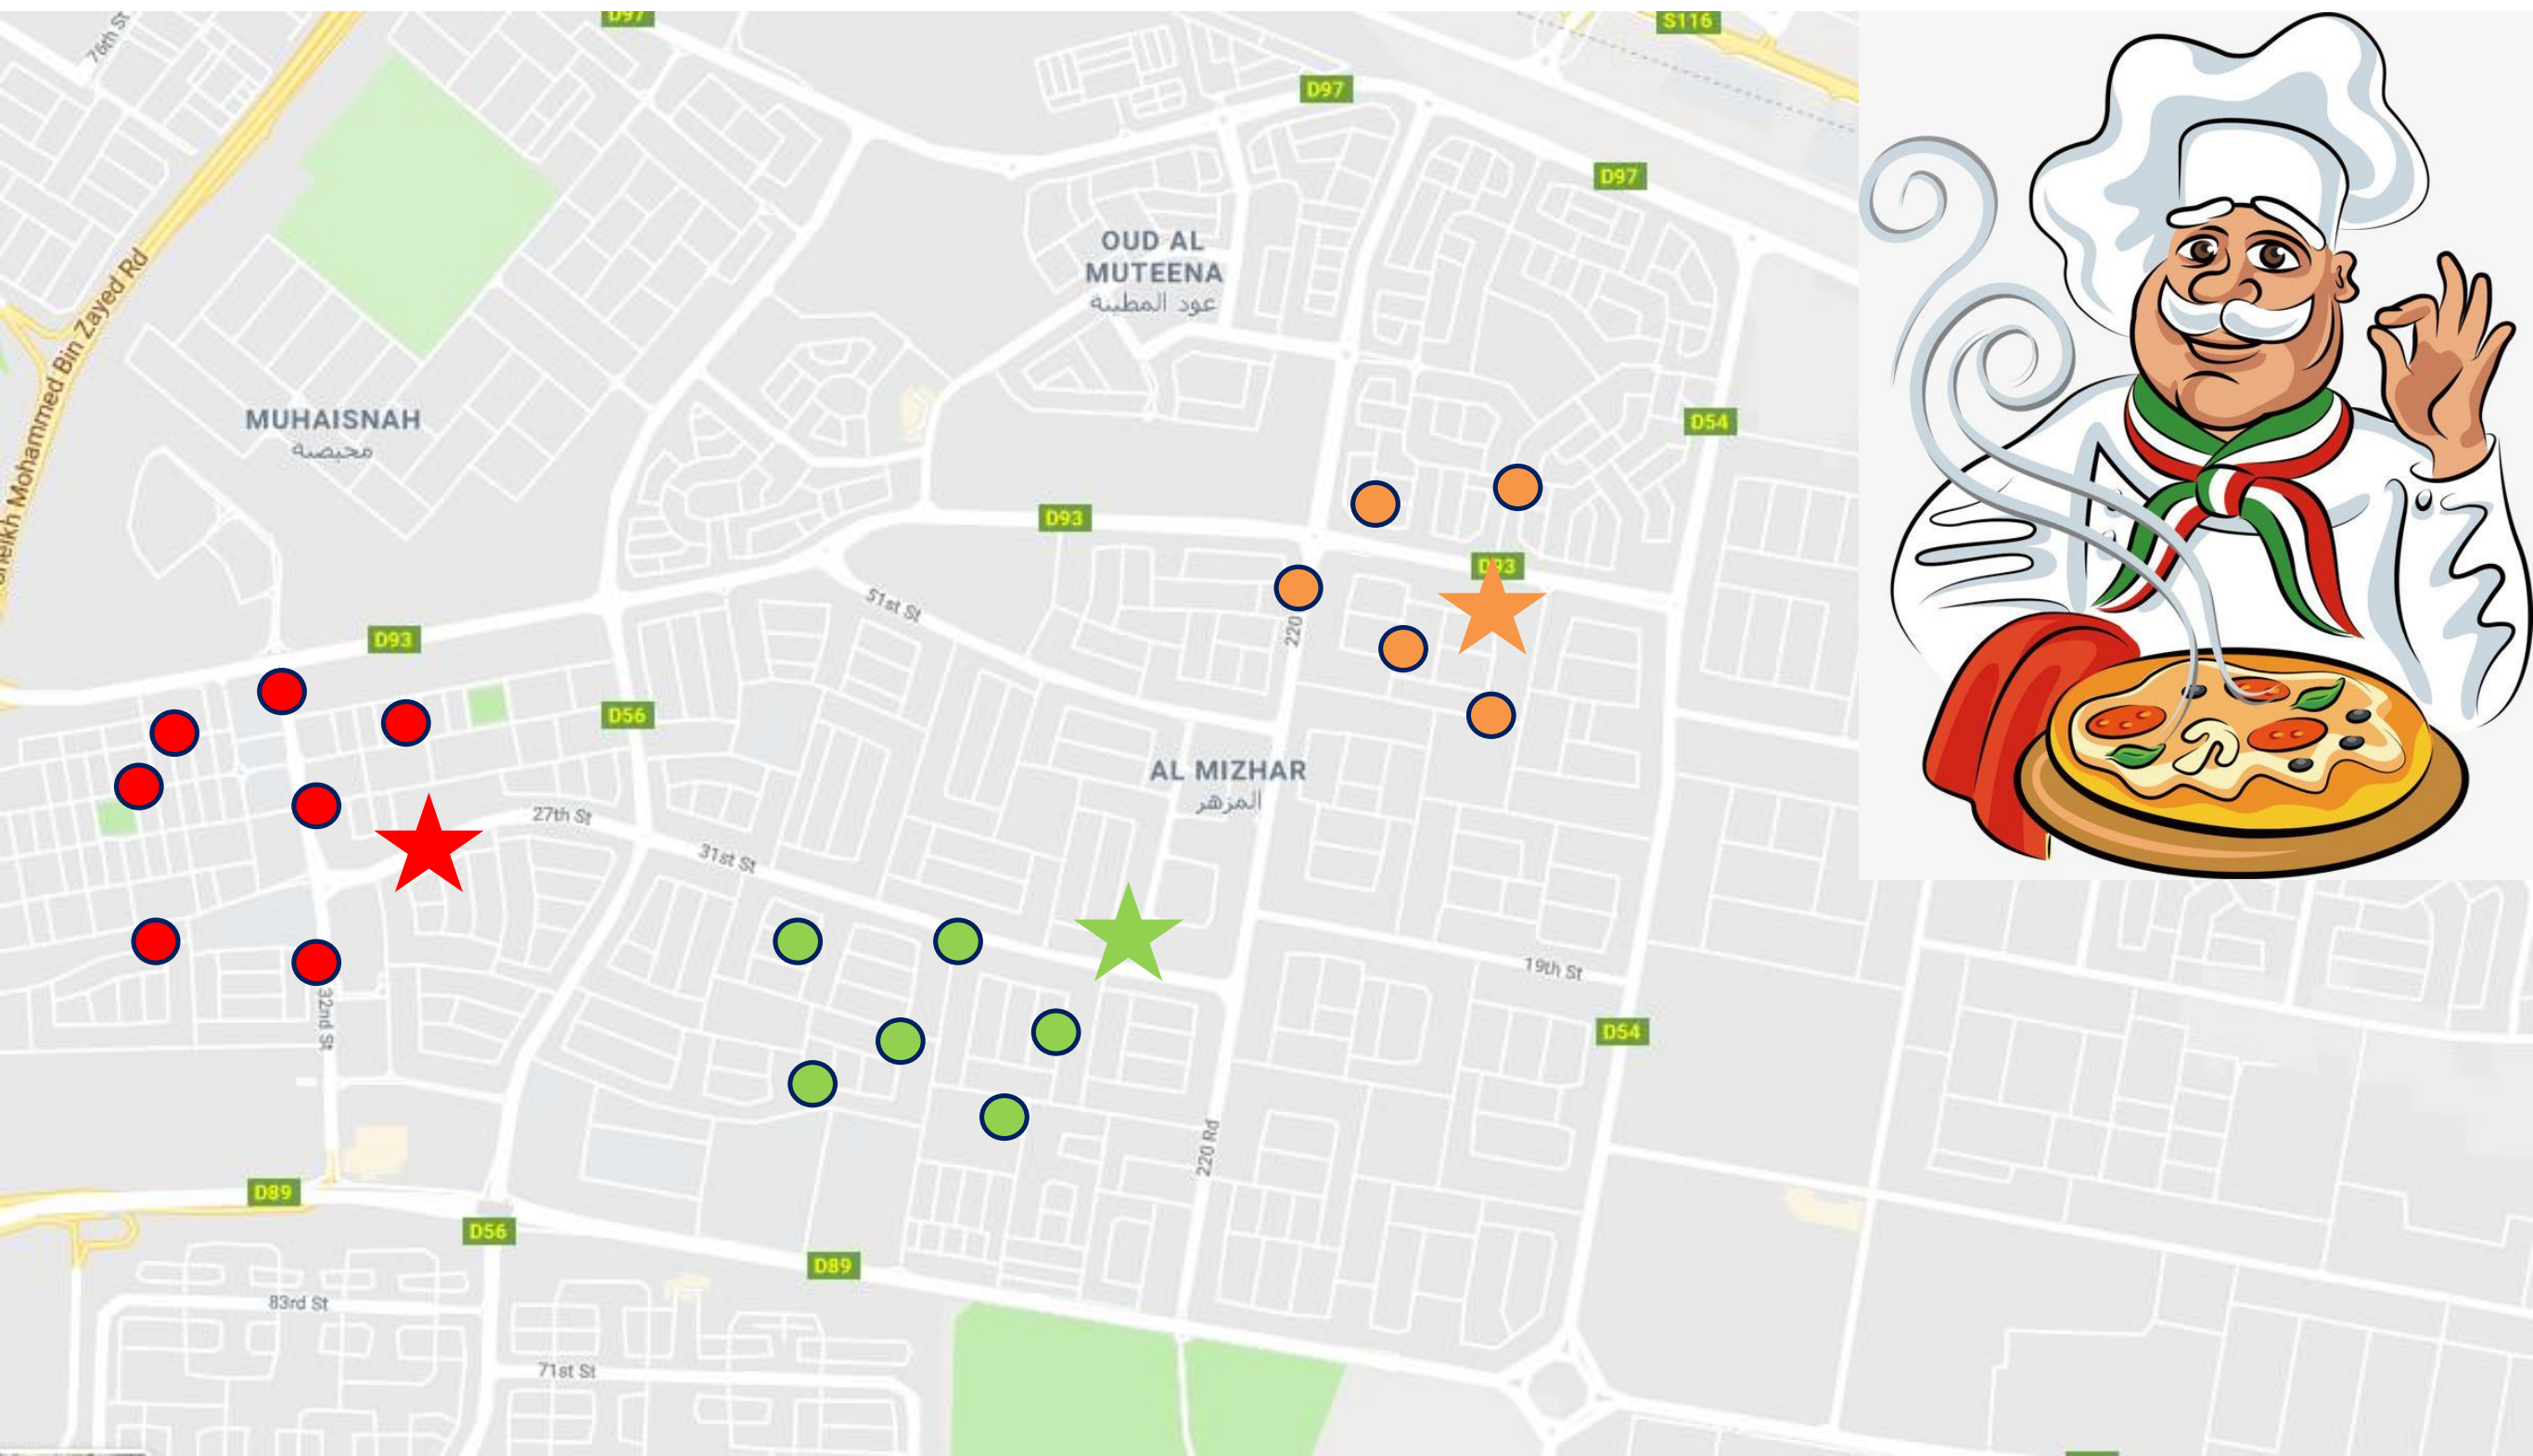 76th St
D97
S116
D97
D97
Sheikh Mohammed Bin Zayed Rd
OUD AL
MUTEENA
عود المطينة
MUHAISNAH
محيصنة
D54
D93
D93
51st St
220
D93
D56
AL MIZHAR
المزهر
27th St
31st St
19th St
32nd St
D54
220 Rd
D89
D56
D89
83rd St
71st St